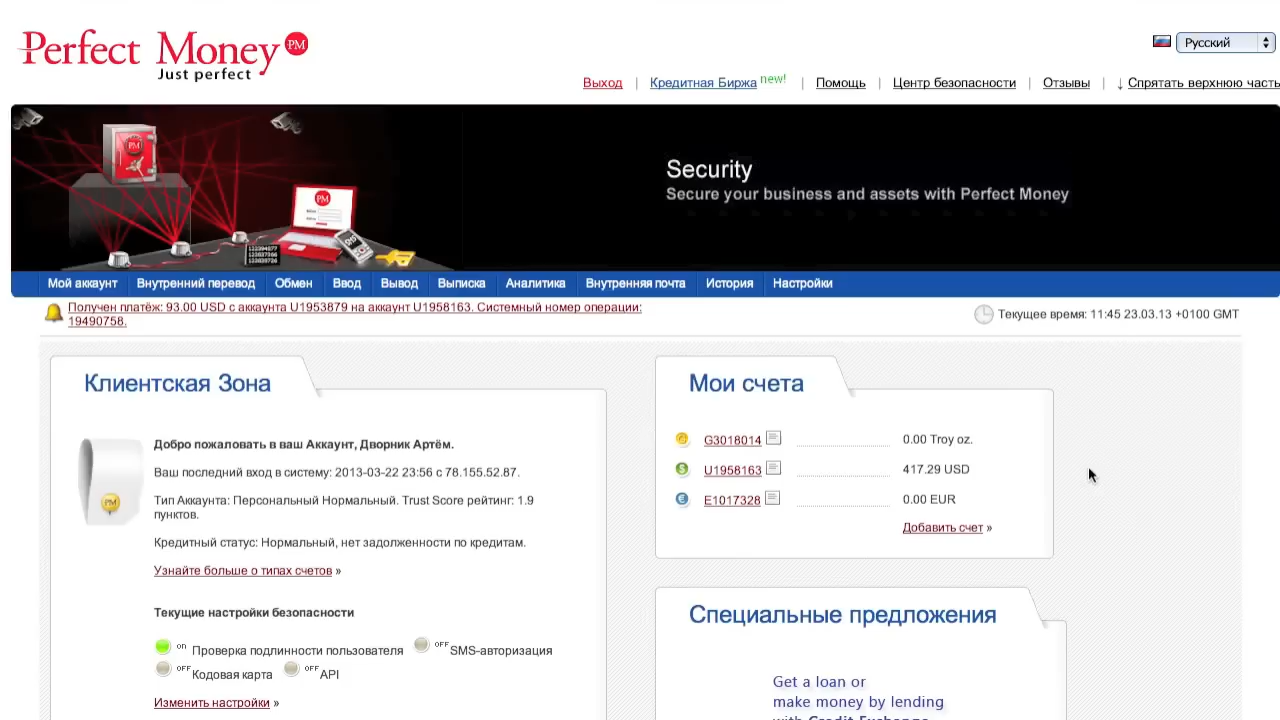 Perfect Money PM
Just perfect
Русский
Выход | Кредитная Биржа new! | Помощь | Центр безопасности | Отзывы | ↓ Спрятать верхнюю часть
PM
PM
Security
Secure your business and assets with Perfect Money
Мой аккаунт Внутренний перевод Обмен Ввод Вывод Выписка Аналитика Внутренняя почта История Настройки
Получен платёж: 93.00 USD с аккаунта U1953879 на аккаунт U1958163. Системный номер операции:
19490758.
Текущее время: 11:45 23.03.13 +0100 GMT
Клиентская Зона
PM
Добро пожаловать в ваш Аккаунт, Дворник Артём.
Ваш последний вход в систему: 2013-03-22 23:56 с 78.155.52.87.
Тип Аккаунта: Персональный Нормальный. Trust Score рейтинг: 1.9
пунктов.
Кредитный статус: Нормальный, нет задолженности по кредитам.
Узнайте больше о типах счетов »
Текущие настройки безопасности
on Проверка подлинности пользователя OFF SMS-авторизация
OFF Кодовая карта OFF API
Изменить настройки »
Мои счета
G3018014 0.00 Troy oz.
U1958163 417.29 USD
E1017328 0.00 EUR
Добавить счет »
Специальные предложения
Get a loan or
make money by lending
with Credit Exchange